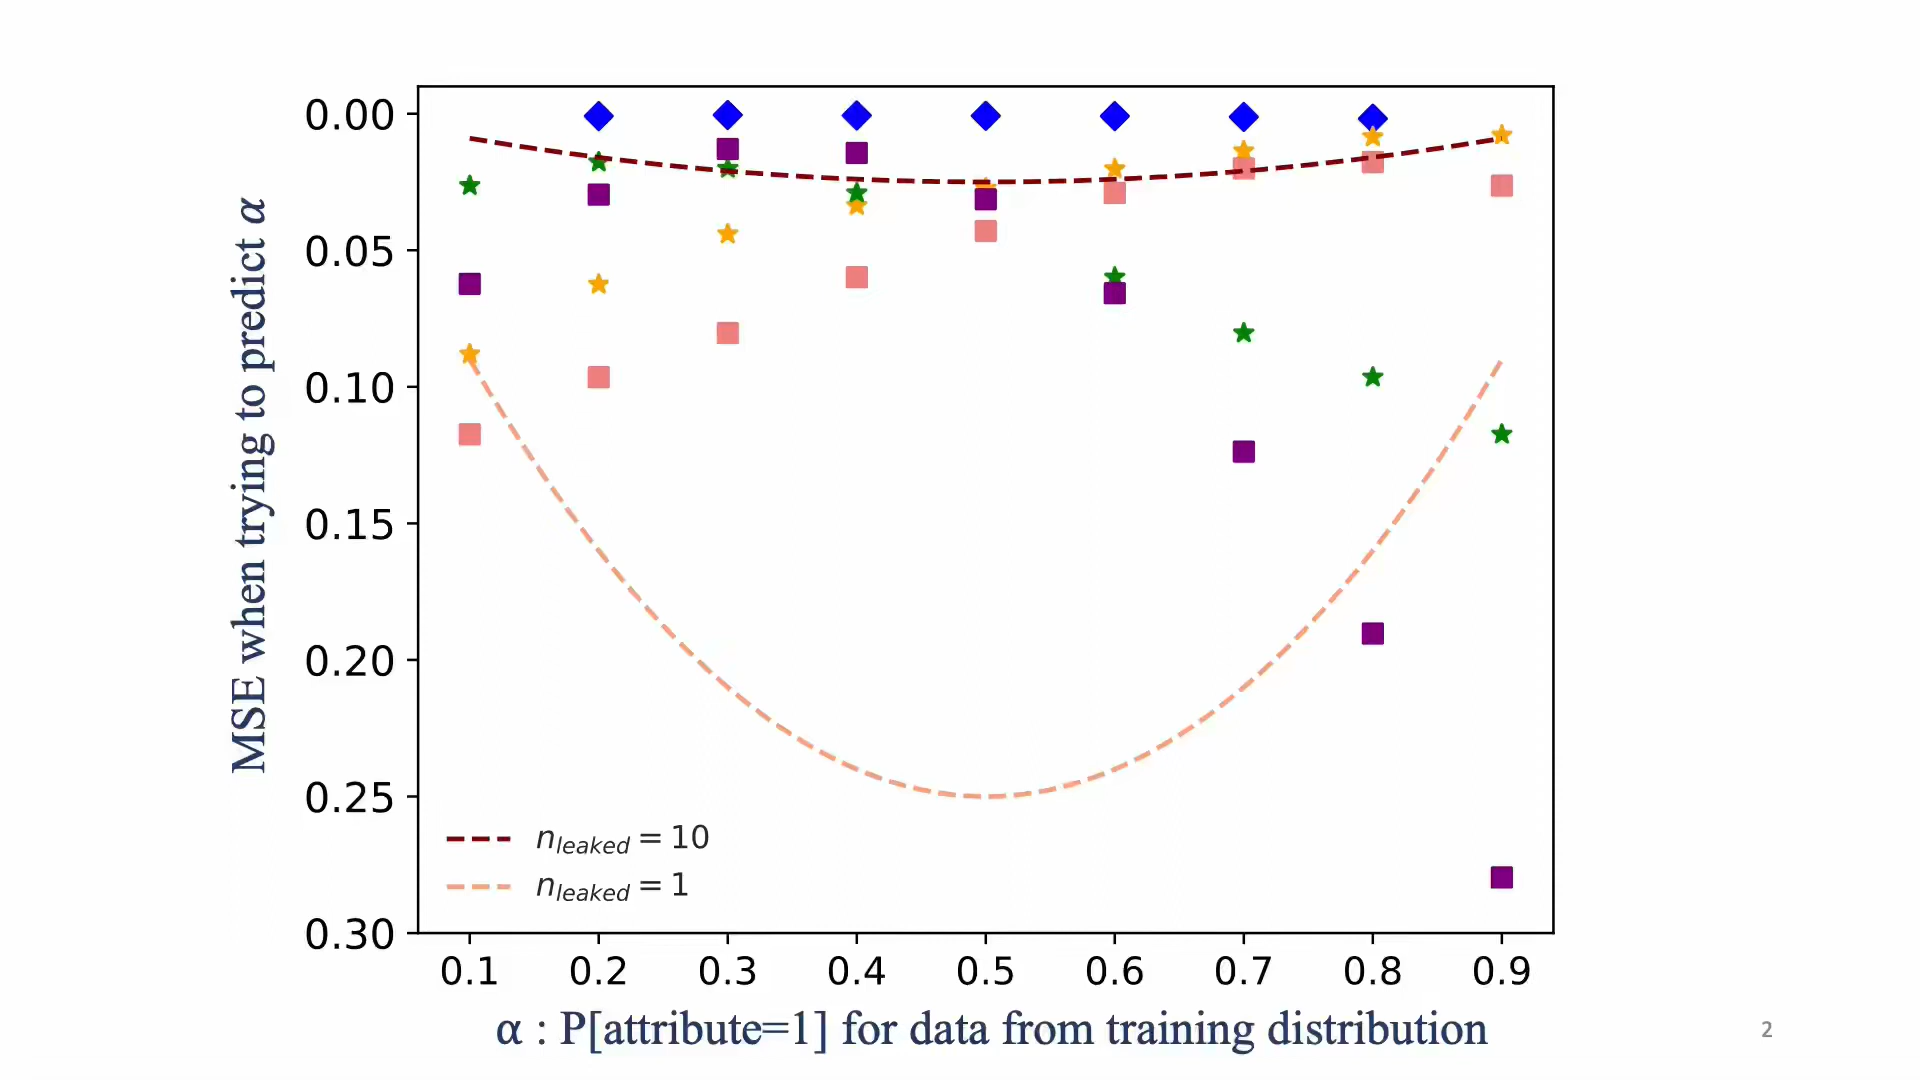 0.00
0.05
0.10
0.15
0.20
0.25
0.30
MSE when trying to predict α
n_leaked = 10
n_leaked = 1
0.1 0.2 0.3 0.4 0.5 0.6 0.7 0.8 0.9
α : P[attribute=1] for data from training distribution
2